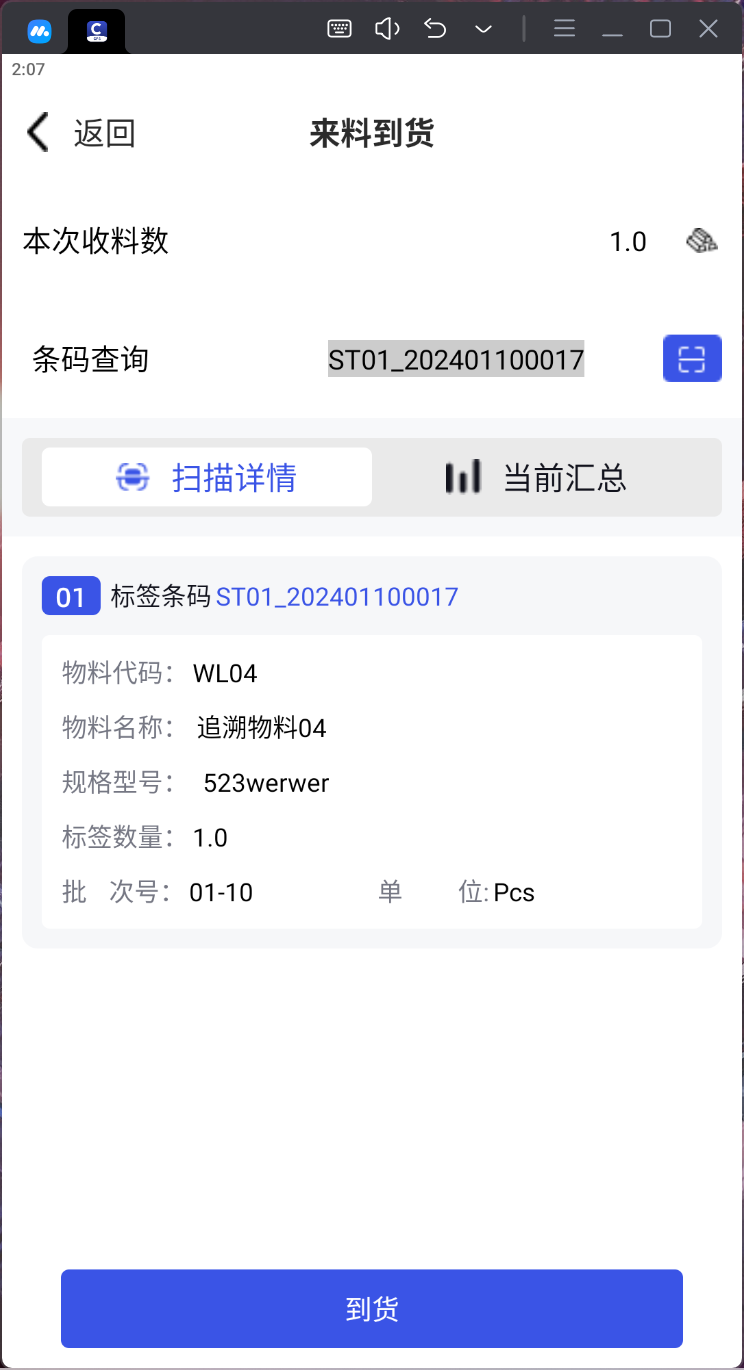 2:07
返回 来料到货
本次收料数 1.0
条码查询 ST01_202401100017
扫描详情 当前汇总
01 标签条码 ST01_202401100017
物料代码： WL04
物料名称： 追溯物料04
规格型号： 523werwer
标签数量： 1.0
批 次号： 01-10 单 位: Pcs
到货